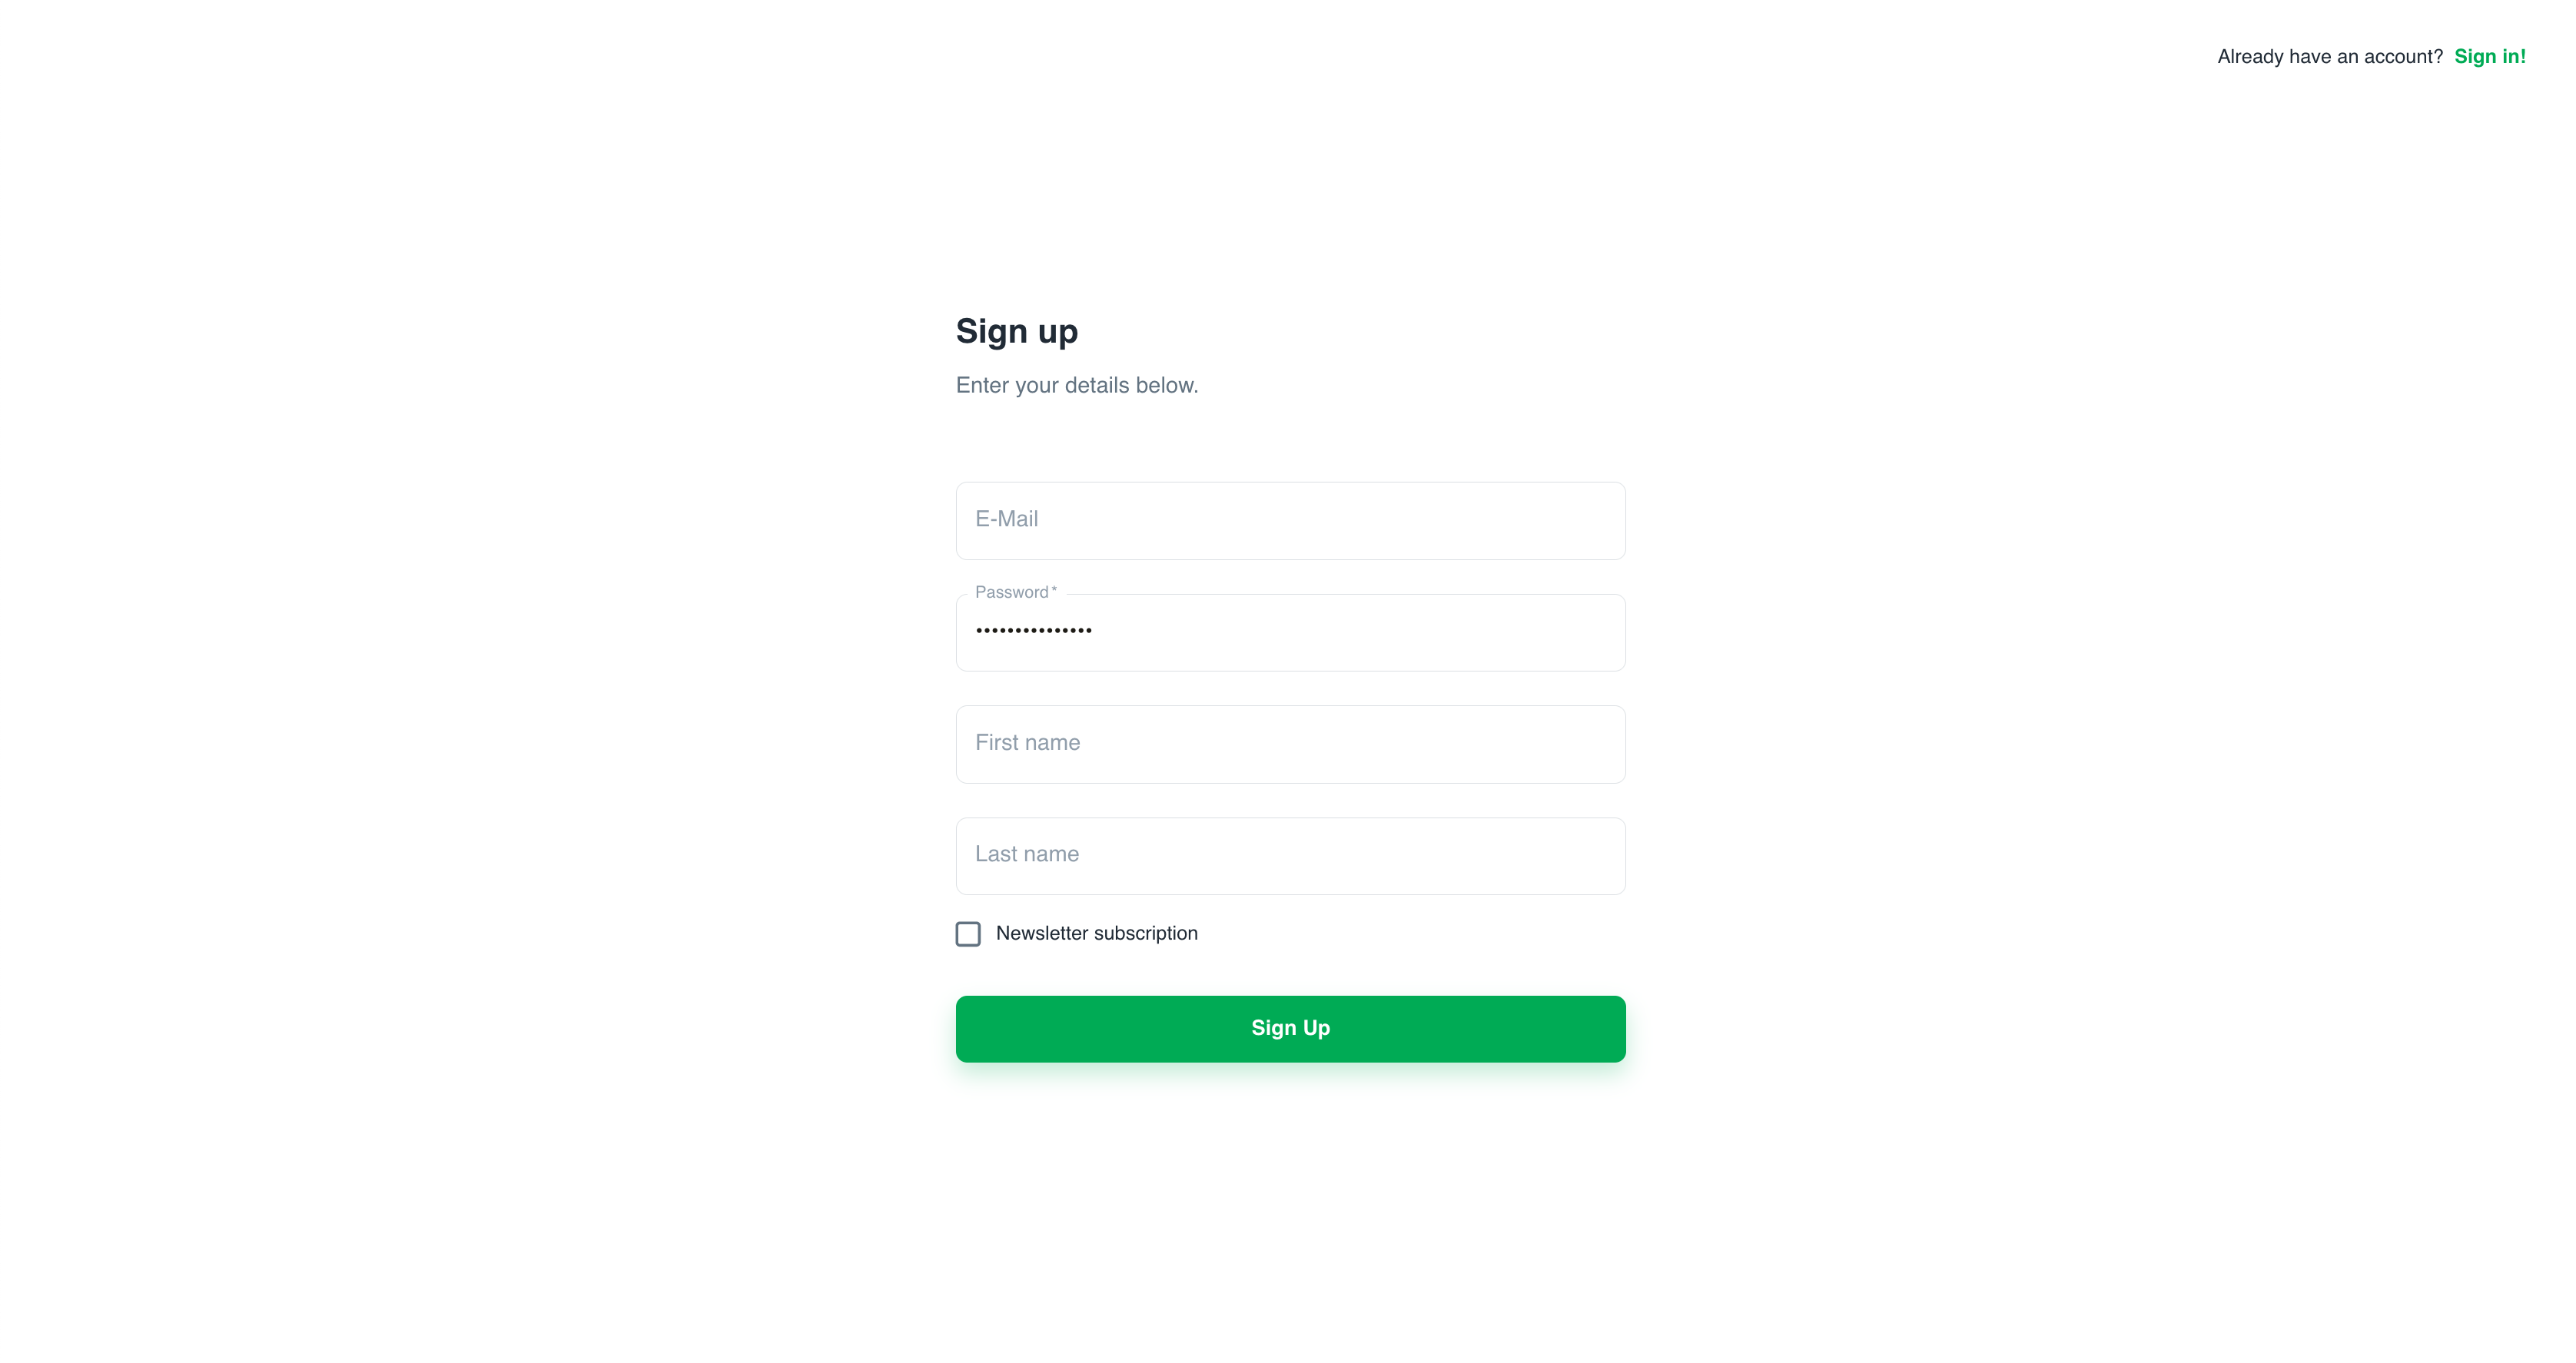 Already have an account? Sign in!
Sign up
Enter your details below.
E-Mail
Password *
•••••••••••••••
First name
Last name
Newsletter subscription
Sign Up